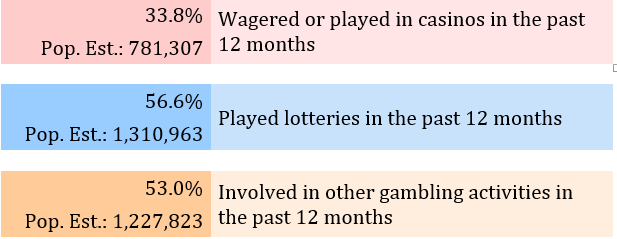 33.8%
Pop. Est.: 781,307
Wagered or played in casinos in the past
12 months
56.6%
Pop. Est.: 1,310,963
Played lotteries in the past 12 months
53.0%
Pop. Est.: 1,227,823
Involved in other gambling activities in
the past 12 months